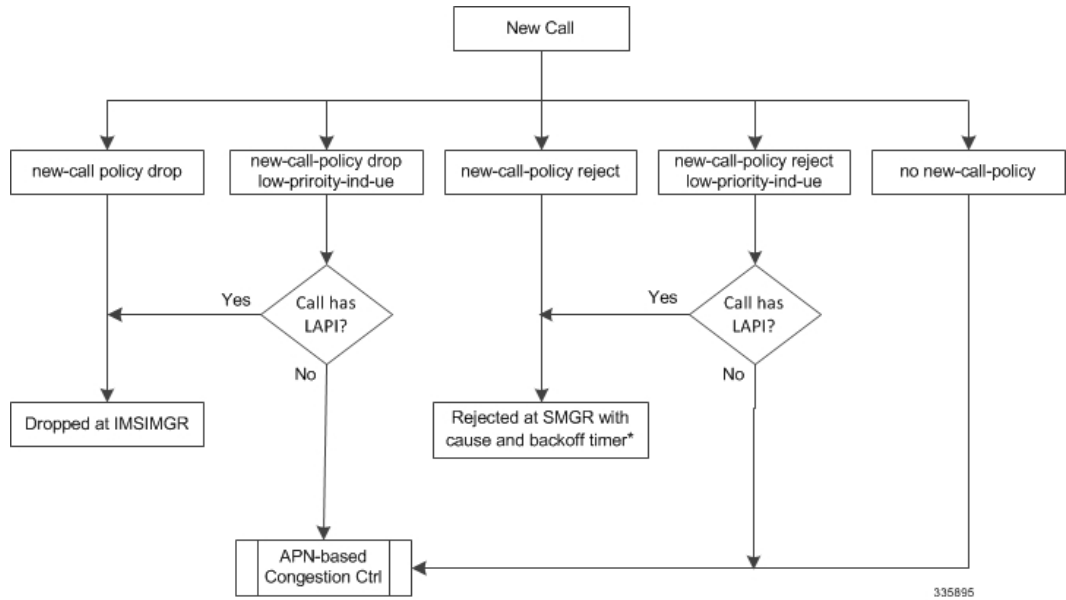 New Call
new-call policy drop
new-call-policy drop
low-priroity-ind-ue
new-call-policy reject
new-call-policy reject
low-priority-ind-ue
no new-call-policy
Yes
Call has
LAPI?
No
Yes
Call has
LAPI?
No
Dropped at IMSIMGR
Rejected at SMGR with
cause and backoff timer*
APN-based
Congestion Ctrl
335895